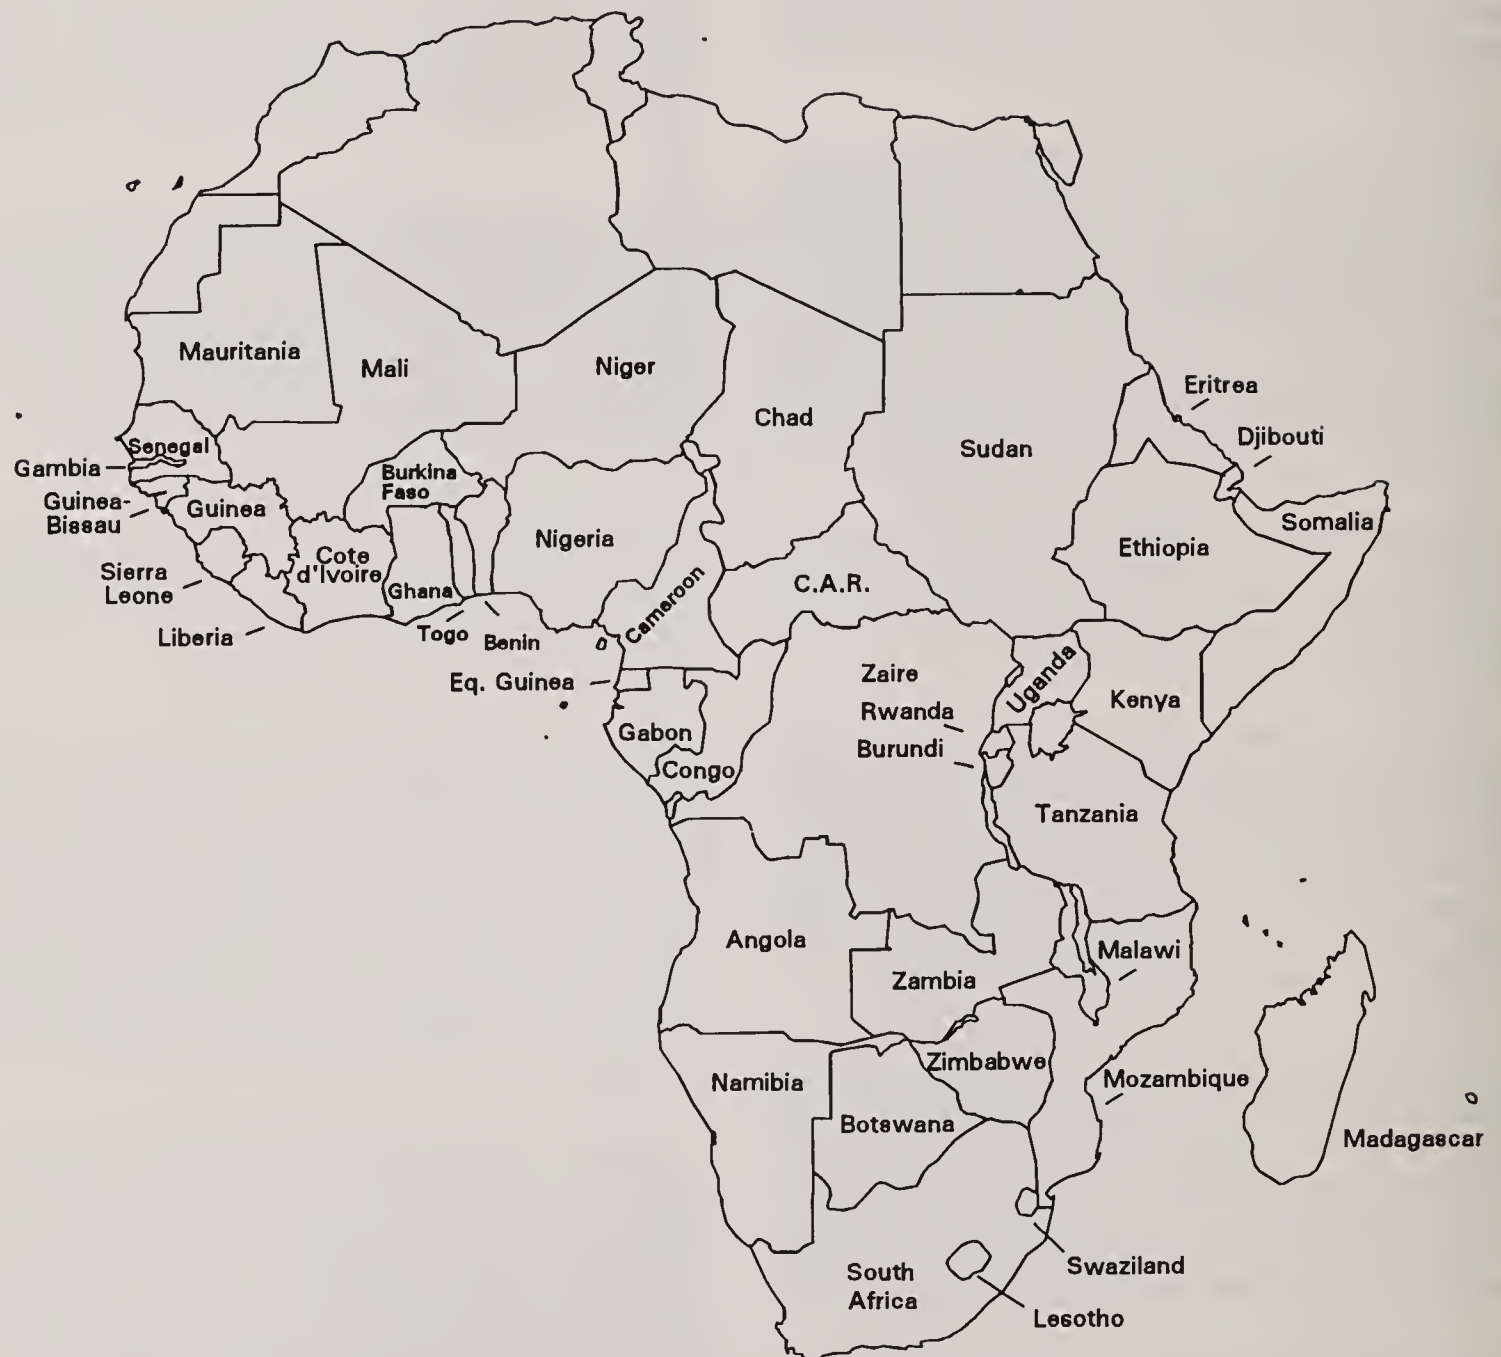 Mauritania
Mali
Niger
Chad
Sudan
Eritrea
Djibouti
Senegal
Gambia
Guinea-
Bissau
Guinea
Burkina
Faso
Sierra
Leone
Liberia
Cote
d'Ivoire
Ghana
Togo
Benin
Nigeria
Cameroon
C.A.R.
Ethiopia
Somalia
Eq. Guinea
Gabon
Congo
Zaire
Rwanda
Burundi
Uganda
Kenya
Tanzania
Angola
Zambia
Malawi
Namibia
Zimbabwe
Mozambique
Botswana
Madagascar
South
Africa
Swaziland
Lesotho